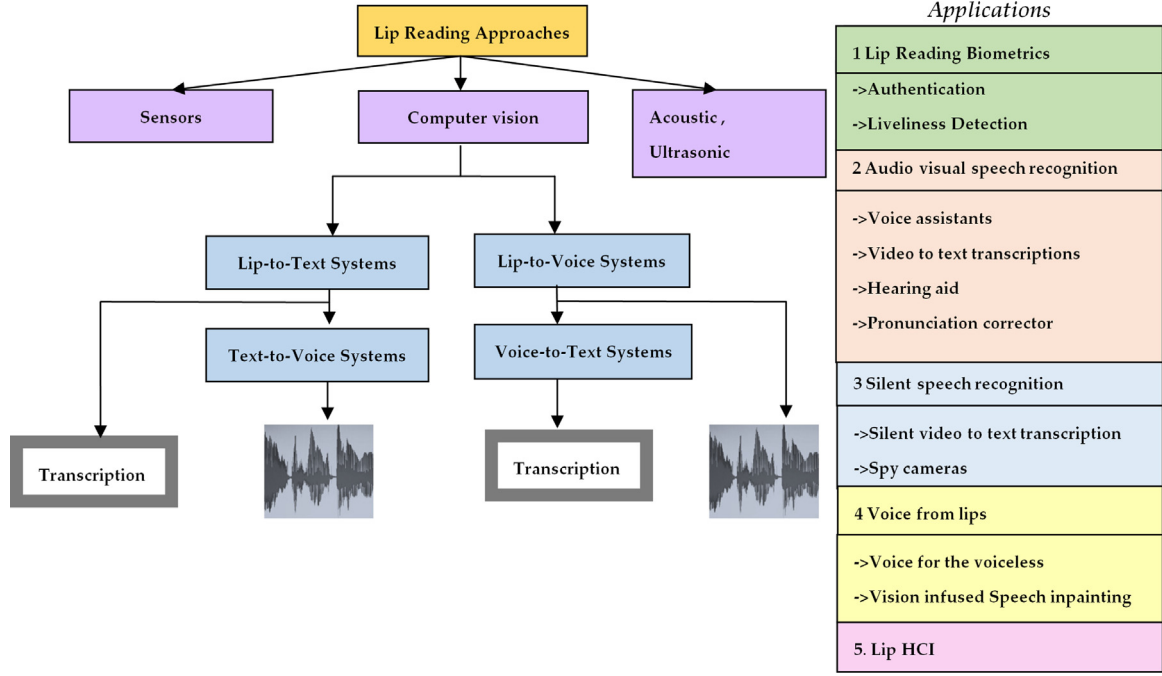 Lip Reading Approaches
Sensors
Computer vision
Acoustic ,
Ultrasonic
Lip-to-Text Systems
Lip-to-Voice Systems
Text-to-Voice Systems
Voice-to-Text Systems
Transcription
Transcription
Applications
1 Lip Reading Biometrics
->Authentication
->Liveliness Detection
2 Audio visual speech recognition
->Voice assistants
->Video to text transcriptions
->Hearing aid
->Pronunciation corrector
3 Silent speech recognition
->Silent video to text transcription
->Spy cameras
4 Voice from lips
->Voice for the voiceless
->Vision infused Speech inpainting
5. Lip HCI